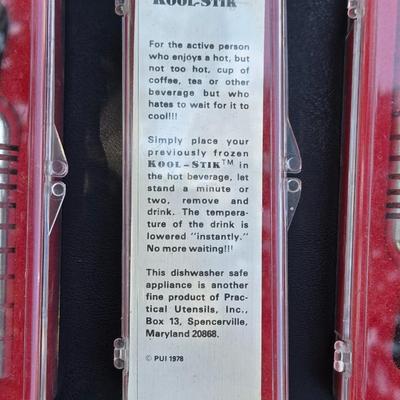 KOOL-STIK
For the active person
who enjoys a hot, but
not too hot, cup of
coffee, tea or other
beverage but who
hates to wait for it to
cool!!!
Simply place your
previously frozen
KOOL-STIK™ in
the hot beverage, let
stand a minute or
two, remove and
drink. The tempera-
ture of the drink is
lowered "instantly."
No more waiting!!!
This dishwasher safe
appliance is another
fine product of Prac-
tical Utensils, Inc.,
Box 13, Spencerville,
Maryland 20868.
© PUI 1978